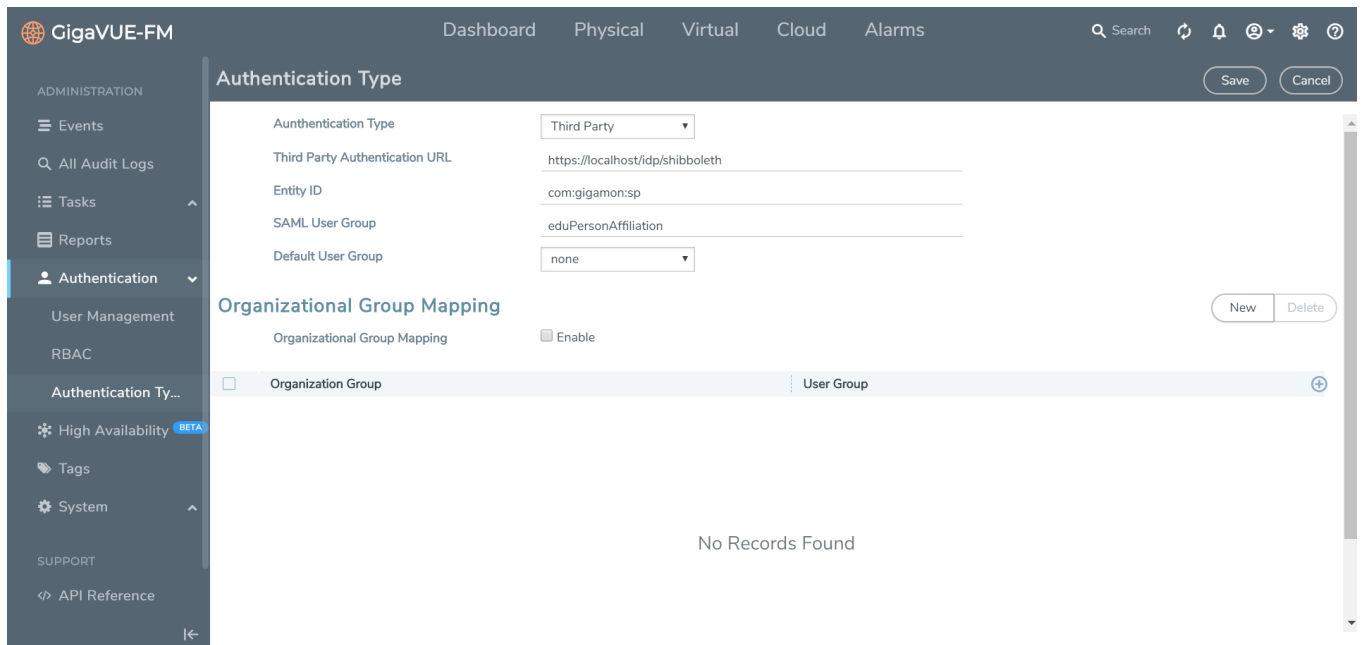 GigaVUE-FM
Dashboard Physical Virtual Cloud Alarms
Search
ADMINISTRATION
Events
All Audit Logs
Tasks
Reports
Authentication
User Management
RBAC
Authentication Ty...
High Availability BETA
Tags
System
SUPPORT
API Reference
Authentication Type
Save Cancel
Aunthentication Type Third Party
Third Party Authentication URL https://localhost/idp/shibboleth
Entity ID com:gigamon:sp
SAML User Group eduPersonAffiliation
Default User Group none
Organizational Group Mapping
New Delete
Organizational Group Mapping Enable
Organization Group User Group
No Records Found